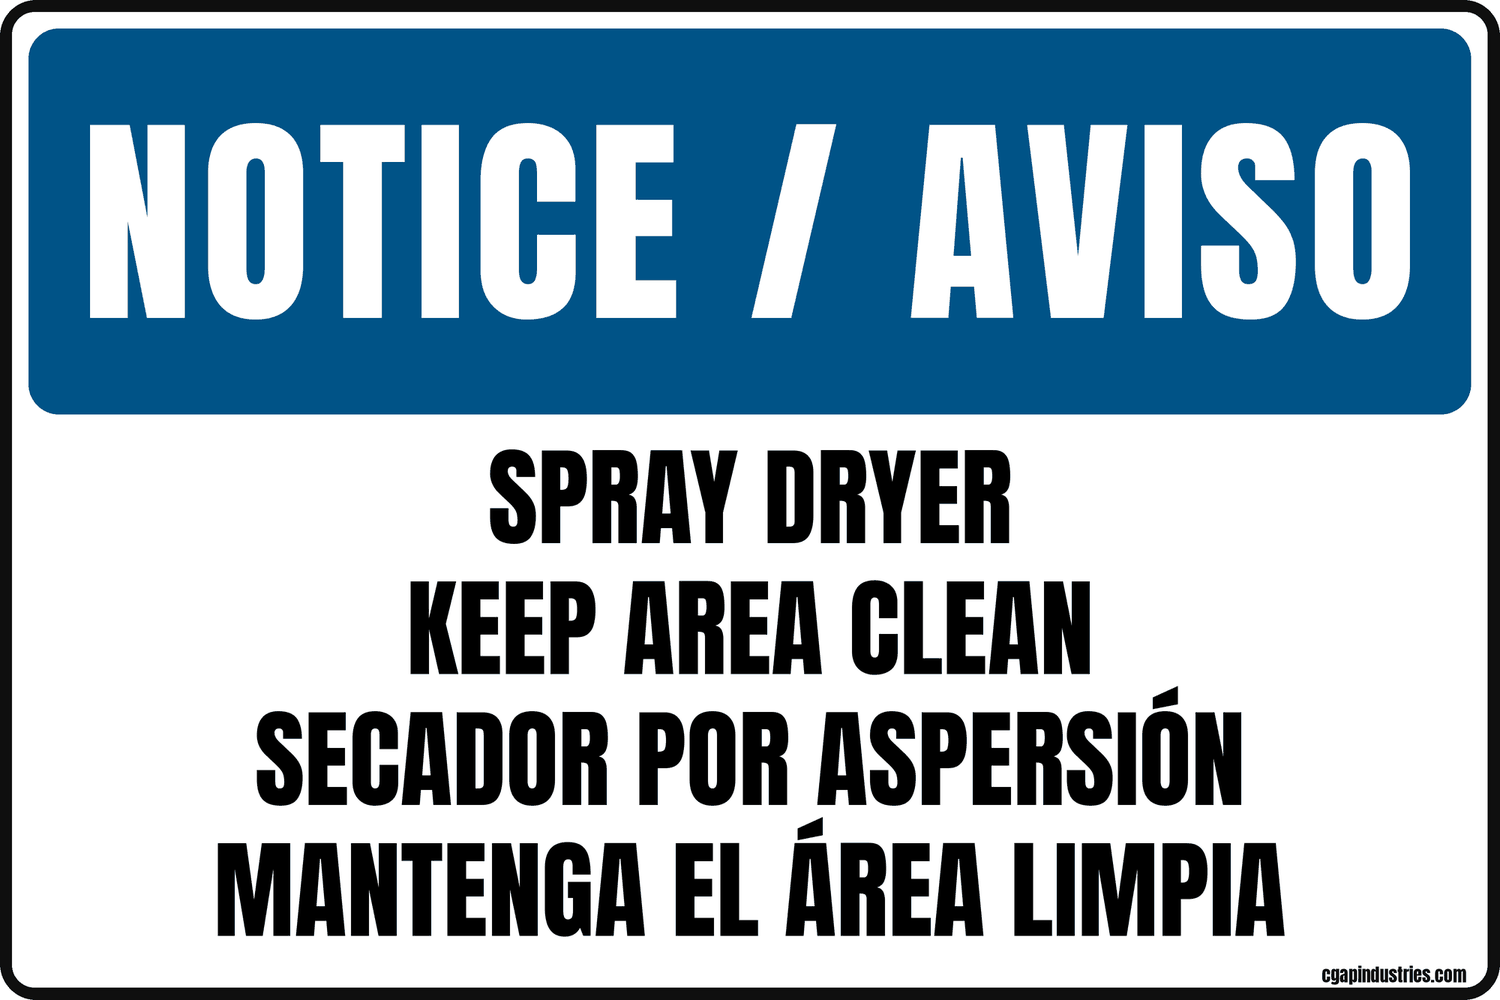 NOTICE / AVISO
SPRAY DRYER
KEEP AREA CLEAN
SECADOR POR ASPERSIÓN
MANTENGA EL ÁREA LIMPIA
cgapindustries.com